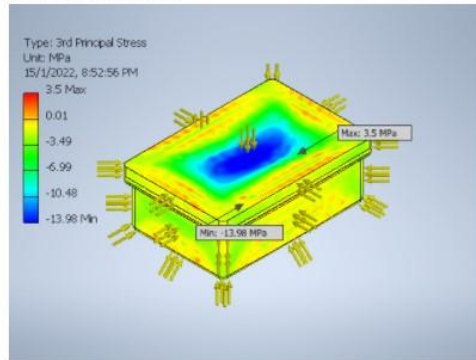 Type: 3rd Principal Stress
Unit: MPa
15/1/2022, 8:52:56 PM
3.5 Max
0.01
-3.49
-6.99
-10.48
-13.98 Min
Max: 3.5 MPa
Min: -13.98 MPa